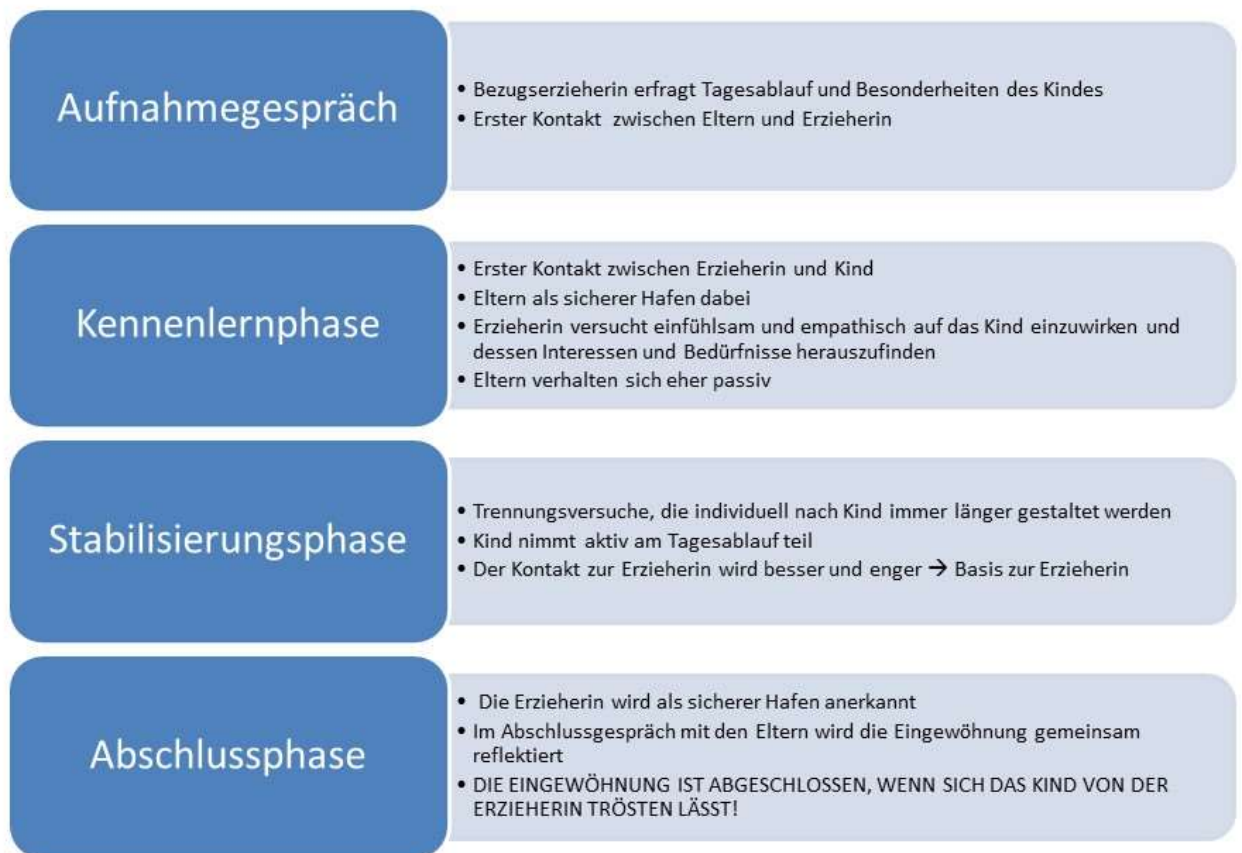 Aufnahmegespräch
• Bezugserzieherin erfragt Tagesablauf und Besonderheiten des Kindes
• Erster Kontakt zwischen Eltern und Erzieherin
Kennenlernphase
• Erster Kontakt zwischen Erzieherin und Kind
• Eltern als sicherer Hafen dabei
• Erzieherin versucht einfühlsam und empathisch auf das Kind einzuwirken und
dessen Interessen und Bedürfnisse herauszufinden
• Eltern verhalten sich eher passiv
Stabilisierungsphase
• Trennungsversuche, die individuell nach Kind immer länger gestaltet werden
• Kind nimmt aktiv am Tagesablauf teil
• Der Kontakt zur Erzieherin wird besser und enger → Basis zur Erzieherin
Abschlussphase
• Die Erzieherin wird als sicherer Hafen anerkannt
• Im Abschlussgespräch mit den Eltern wird die Eingewöhnung gemeinsam
reflektiert
• DIE EINGEWÖHNUNG IST ABGESCHLOSSEN, WENN SICH DAS KIND VON DER
ERZIEHERIN TRÖSTEN LÄSST!